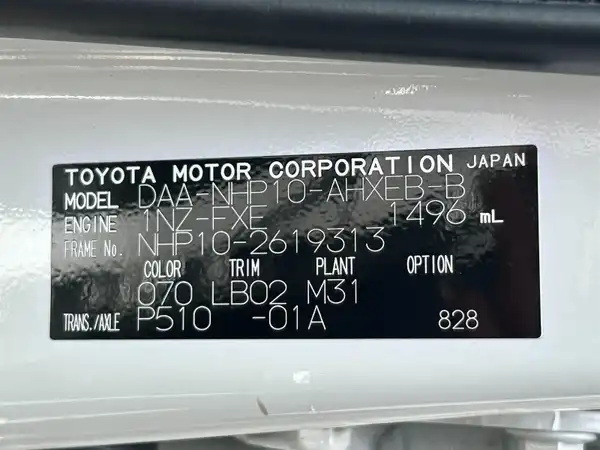 TOYOTA MOTOR CORPORATION JAPAN
MODEL DAA-NHP10-AHXEB-B
ENGINE 1NZ-FXE 1496 mL
FRAME No. NHP10-2619313
COLOR TRIM PLANT OPTION
070 LB02 M31
TRANS./AXLE P510 -01A 828